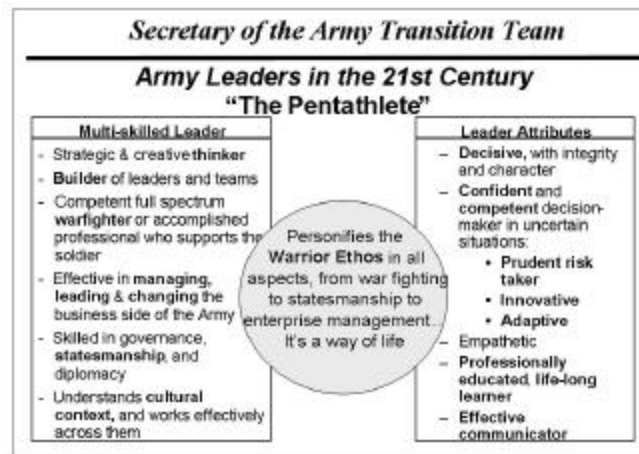 Secretary of the Army Transition Team
Army Leaders in the 21st Century
“The Pentathlete”
Multi-skilled Leader
- Strategic & creative thinker
- Builder of leaders and teams
- Competent full spectrum
warfighter or accomplished
professional who supports the
soldier
- Effective in managing,
leading & changing the
business side of the Army
- Skilled in governance,
statesmanship, and
diplomacy
- Understands cultural
context, and works effectively
across them
Personifies the
Warrior Ethos in all
aspects, from war fighting
to statesmanship to
enterprise management...
It's a way of life
Leader Attributes
– Decisive, with integrity
and character
– Confident and
competent decision-
maker in uncertain
situations:
• Prudent risk
taker
• Innovative
• Adaptive
– Empathetic
– Professionally
educated, life-long
learner
– Effective
communicator